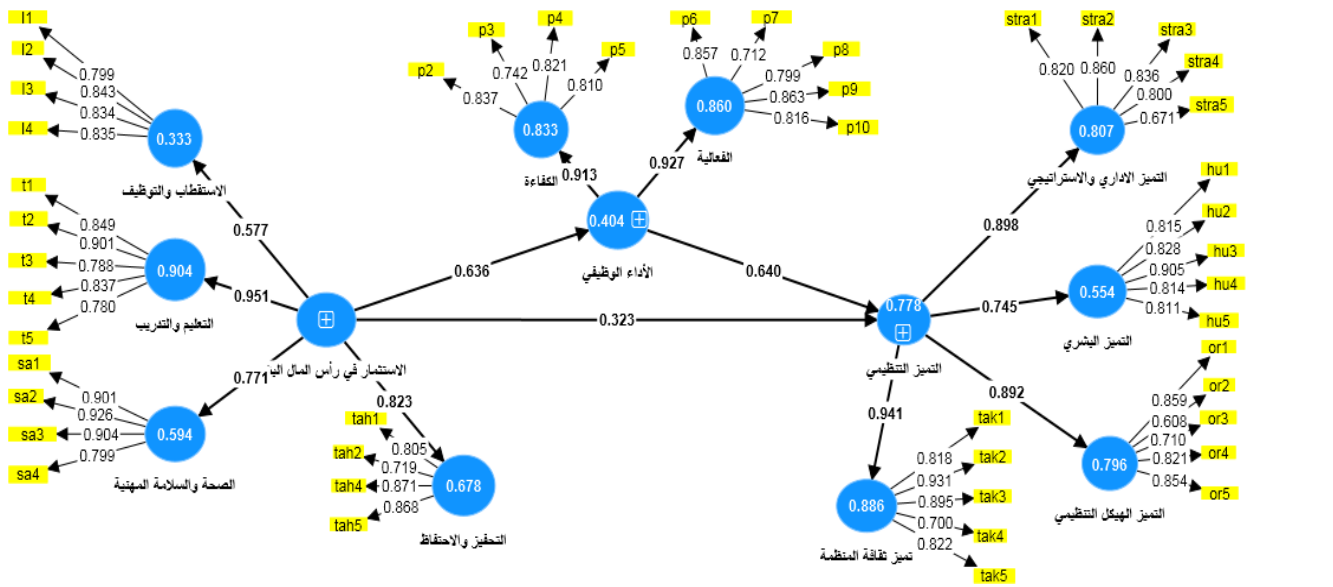 l1
l2
l3
l4
0.799
0.843
0.834
0.835
0.333
الاستقطاب والتوظيف
0.577
t1
t2
t3
t4
t5
0.849
0.901
0.788
0.837
0.780
0.904
التعليم والتدريب
0.951
sa1
sa2
sa3
sa4
0.901
0.926
0.904
0.799
0.594
الصحة والسلامة المهنية
0.771
الاستثمار في رأس المال
0.823
tah1
tah2
tah4
tah5
0.805
0.719
0.871
0.868
0.678
التحفيز والاحتفاظ
p2
p3
p4
p5
0.837
0.742
0.821
0.810
0.833
الكفاءة
0.913
p6
p7
p8
p9
p10
0.857
0.712
0.799
0.863
0.816
0.860
الفعالية
0.927
0.404
الأداء الوظيفي
0.636
0.640
0.323
0.778
التميز التنظيمي
stra1
stra2
stra3
stra4
stra5
0.820
0.860
0.836
0.800
0.671
0.807
التميز الاداري والاستراتيجي
0.898
hu1
hu2
hu3
hu4
hu5
0.815
0.828
0.905
0.814
0.811
0.554
التميز البشري
0.745
or1
or2
or3
or4
or5
0.859
0.608
0.710
0.821
0.854
0.796
التميز الهيكل التنظيمي
0.892
0.941
tak1
tak2
tak3
tak4
tak5
0.818
0.931
0.895
0.700
0.822
0.886
تميز ثقافة المنظمة